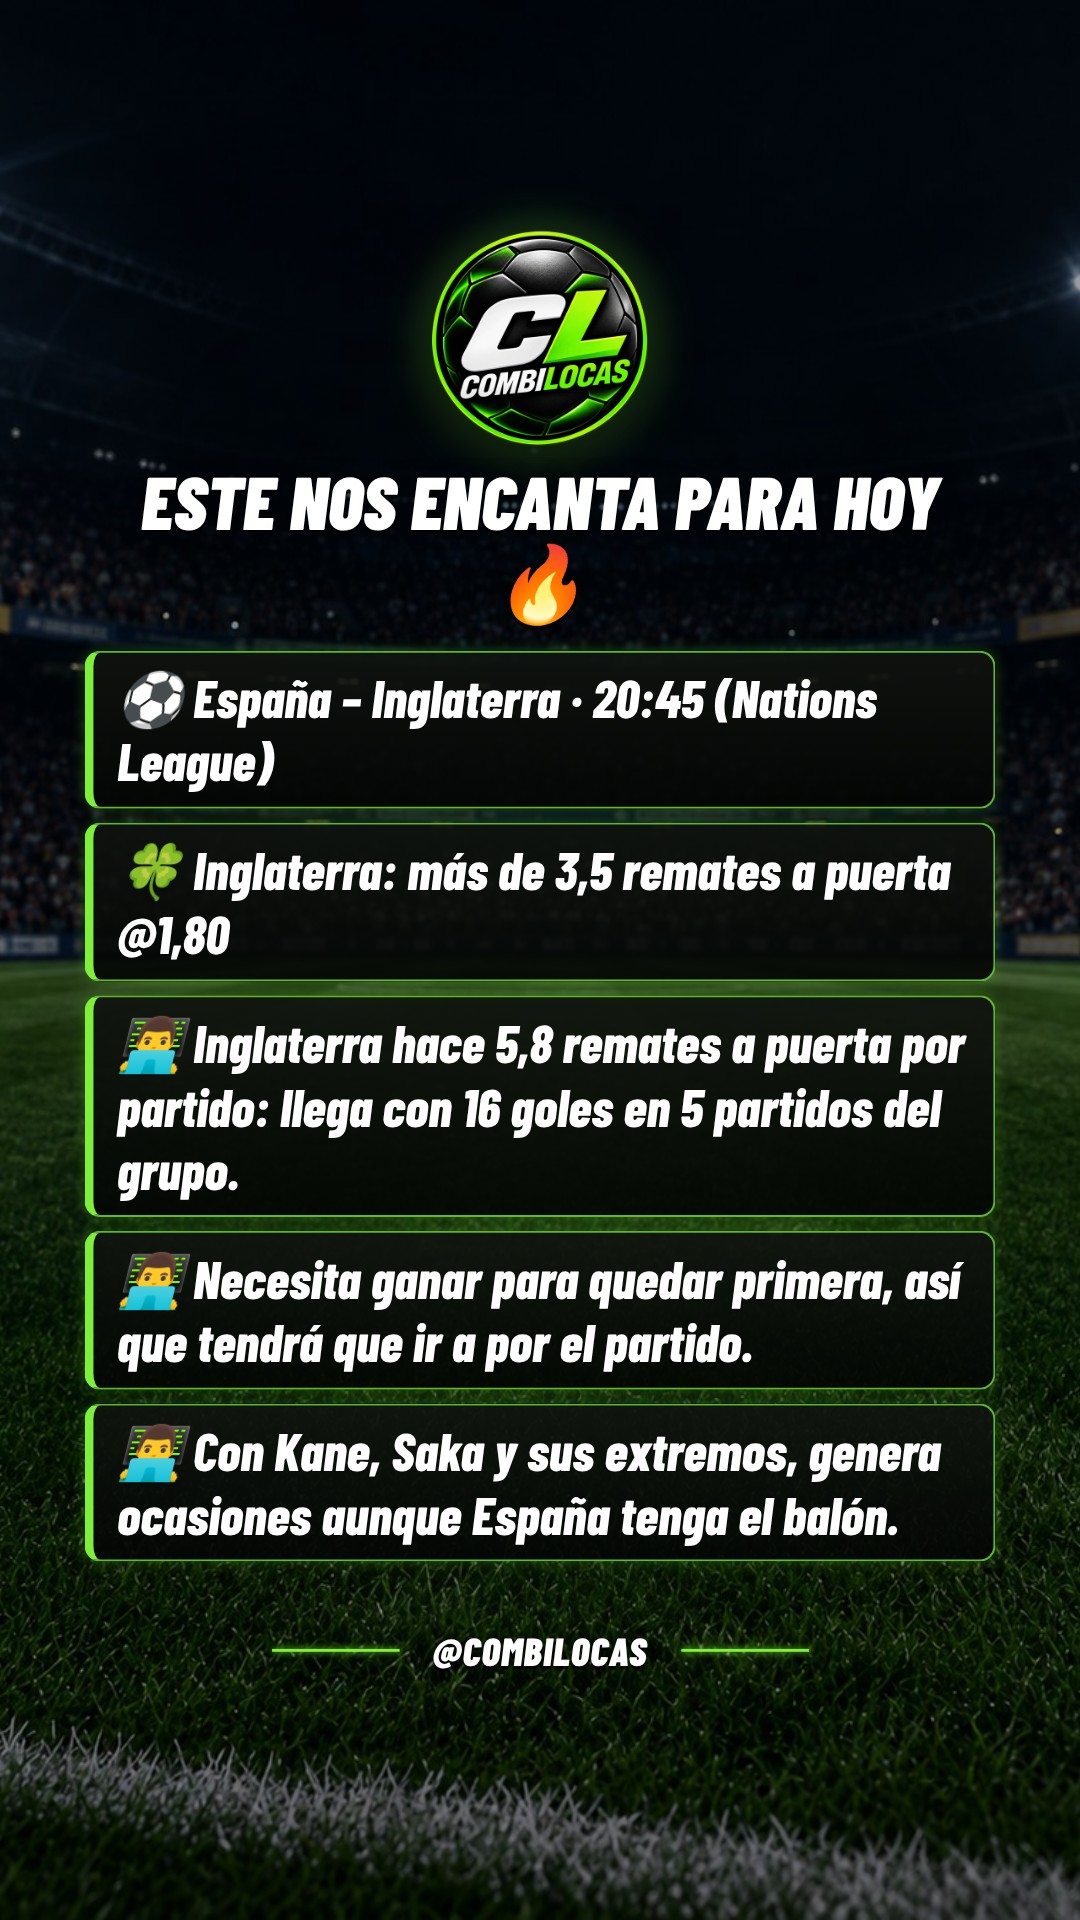 CL
COMBILOCAS
ESTE NOS ENCANTA PARA HOY
🔥
⚽ España – Inglaterra · 20:45 (Nations
League)
🍀 Inglaterra: más de 3,5 remates a puerta
@1,80
👨‍💻 Inglaterra hace 5,8 remates a puerta por
partido: llega con 16 goles en 5 partidos del
grupo.
👨‍💻 Necesita ganar para quedar primera, así
que tendrá que ir a por el partido.
👨‍💻 Con Kane, Saka y sus extremos, genera
ocasiones aunque España tenga el balón.
@COMBILOCAS